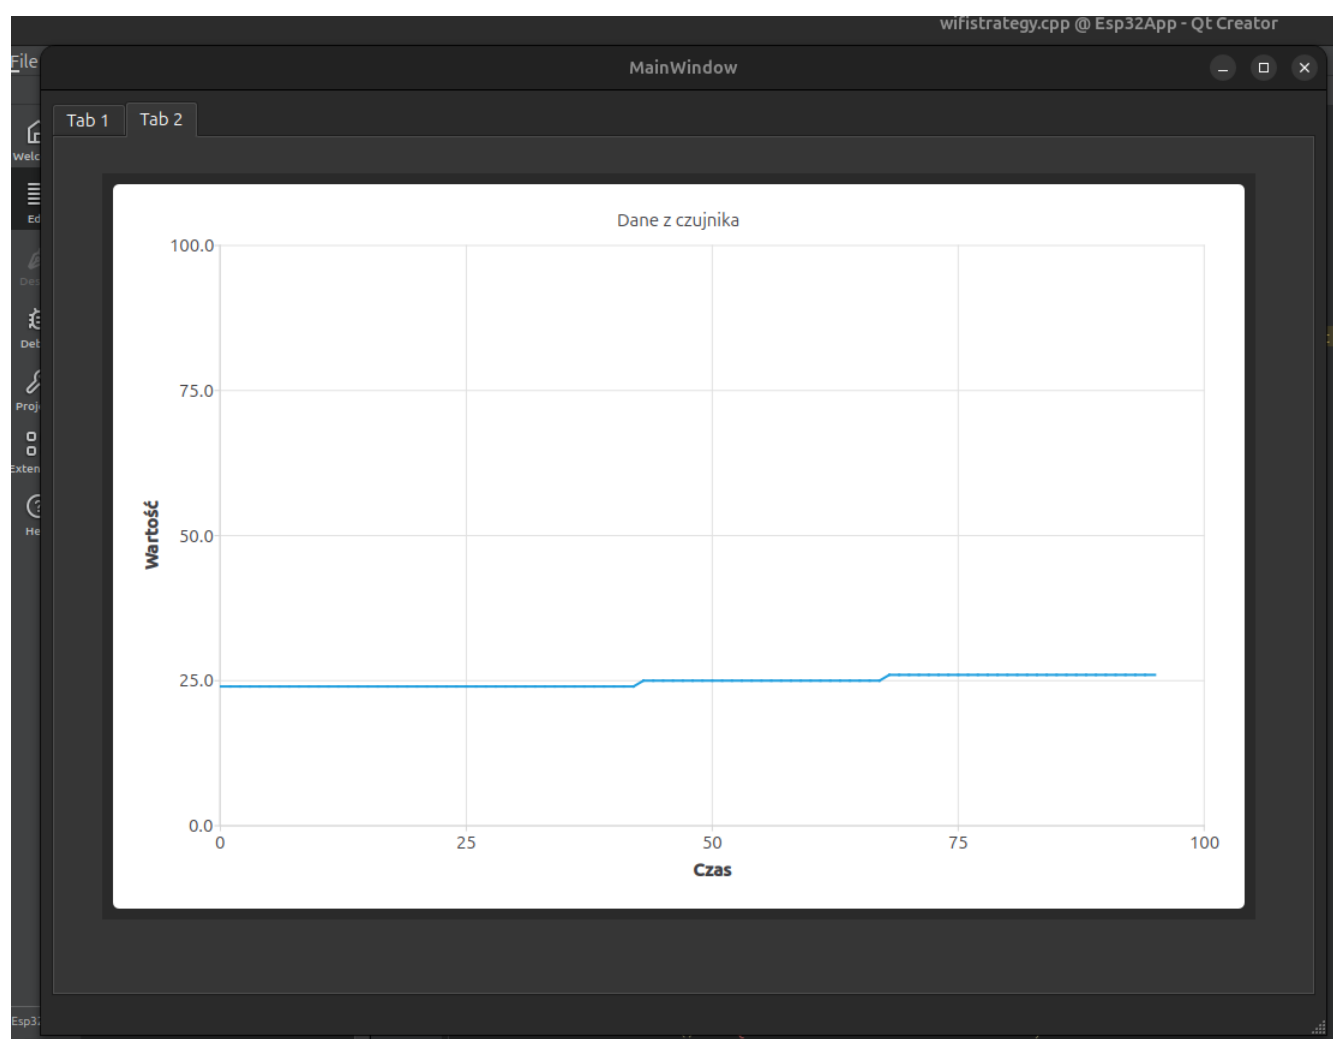 wifistrategy.cpp @ Esp32App - Qt Creator
File
MainWindow
Tab 1
Tab 2
Dane z czujnika
100.0
75.0
50.0
25.0
0.0
Wartość
0
25
50
75
100
Czas